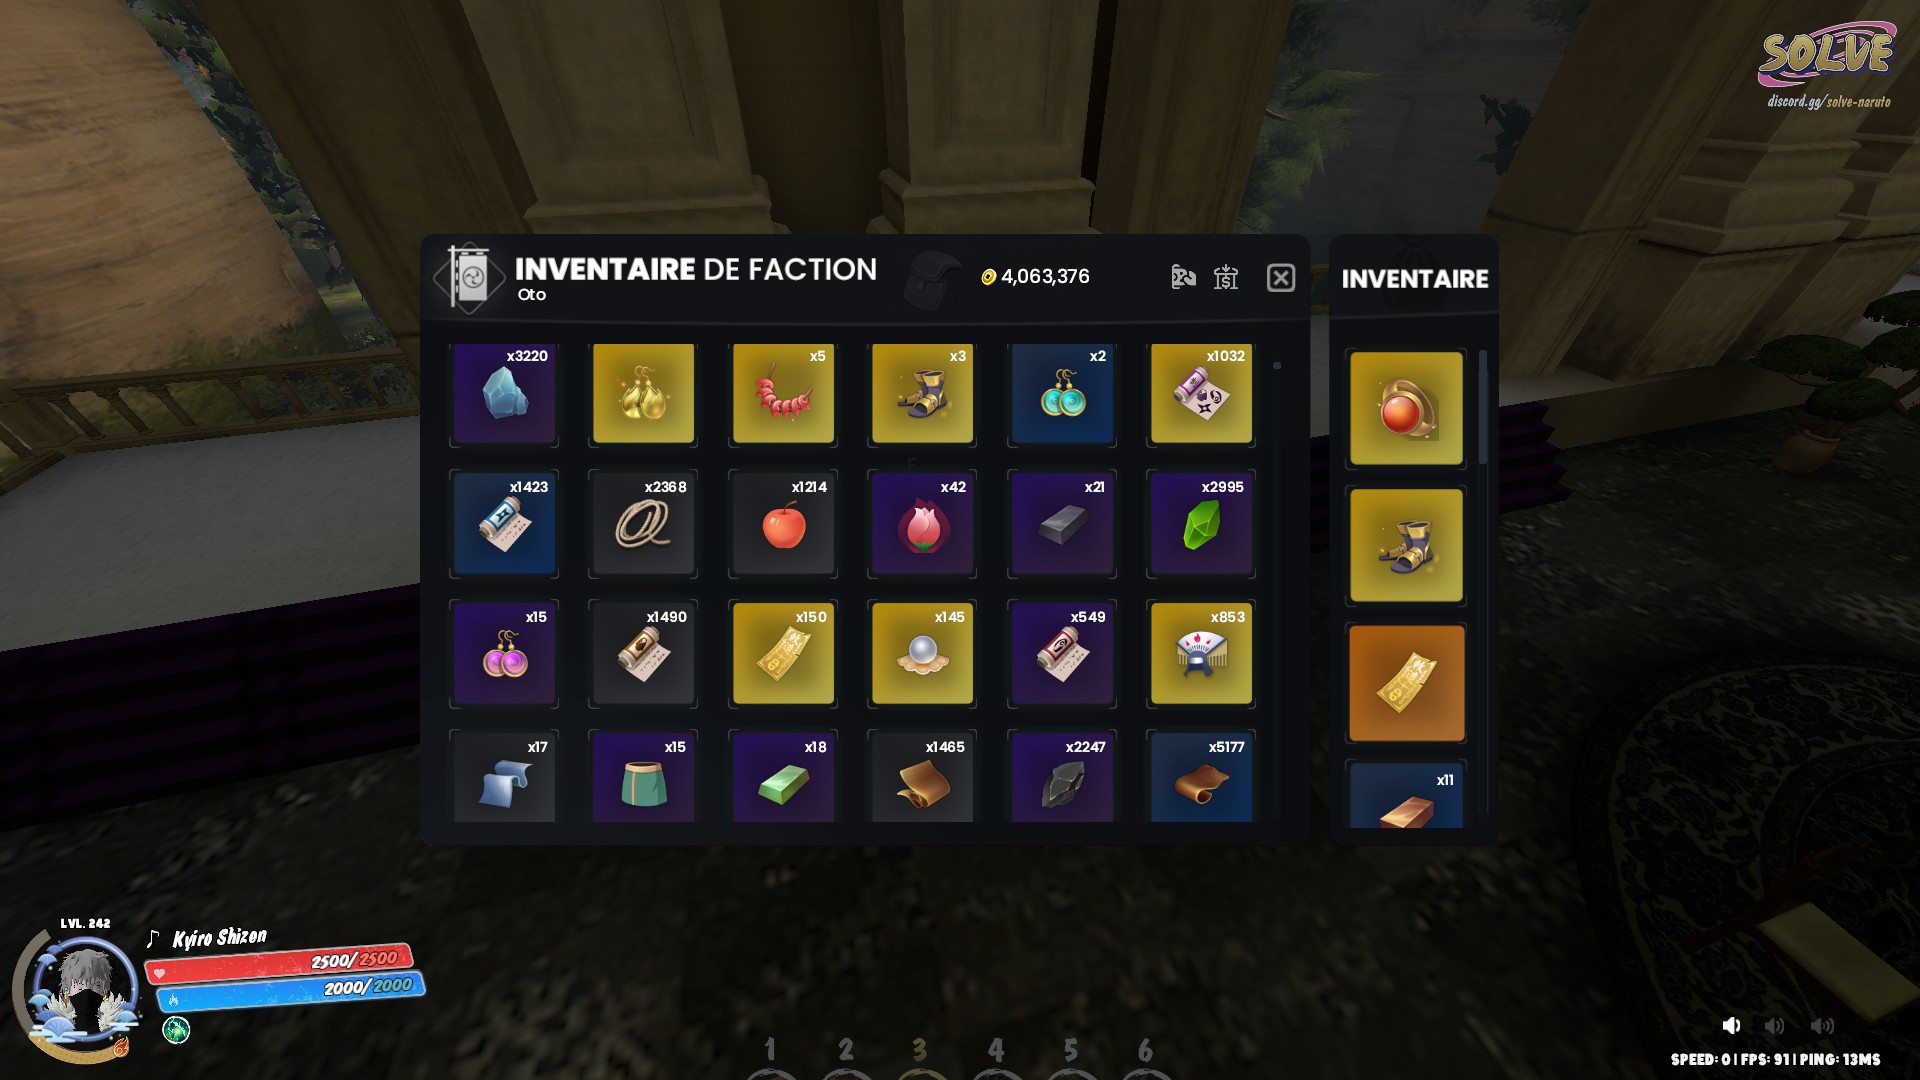 SOLVE
discord.gg/solve-naruto
INVENTAIRE DE FACTION
Oto
4,063,376
INVENTAIRE
x3220
x5
x3
x2
x1032
x1423
x2368
x1214
x42
x21
x2995
x15
x1490
x150
x145
x549
x853
x17
x15
x18
x1465
x2247
x5177
x11
LVL. 242
Kyiro Shizen
2500/2500
2000/2000
1 2 3 4 5 6
SPEED: 0 | FPS: 91 | PING: 13MS